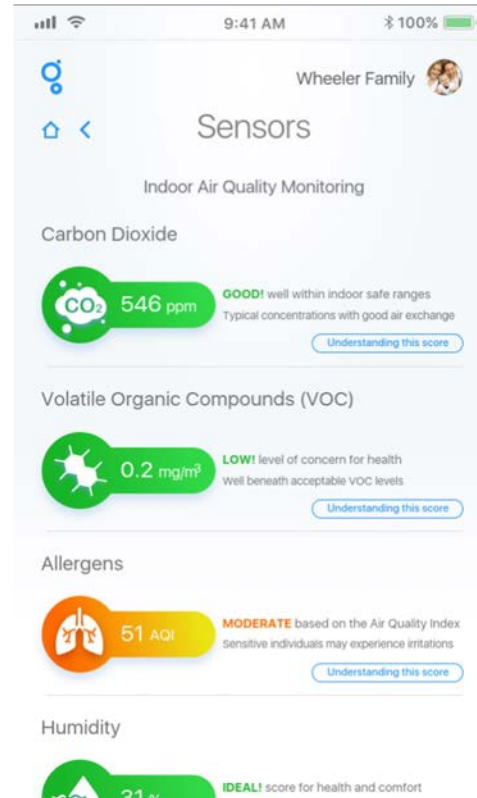 9:41 AM
100%
Wheeler Family
Sensors
Indoor Air Quality Monitoring
Carbon Dioxide
CO₂
546 ppm
GOOD! well within indoor safe ranges
Typical concentrations with good air exchange
Understanding this score
Volatile Organic Compounds (VOC)
0.2 mg/m³
LOW! level of concern for health
Well beneath acceptable VOC levels
Understanding this score
Allergens
51 AQI
MODERATE based on the Air Quality Index
Sensitive individuals may experience irritations
Understanding this score
Humidity
31 %
IDEAL! score for health and comfort